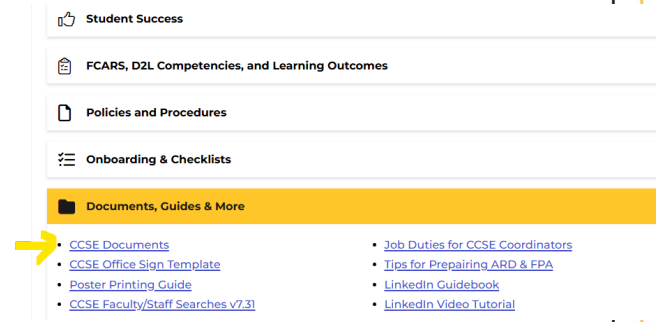 Student Success
FCARS, D2L Competencies, and Learning Outcomes
Policies and Procedures
Onboarding & Checklists
Documents, Guides & More
CCSE Documents
CCSE Office Sign Template
Poster Printing Guide
CCSE Faculty/Staff Searches v7.31
Job Duties for CCSE Coordinators
Tips for Preparing ARD & FPA
LinkedIn Guidebook
LinkedIn Video Tutorial